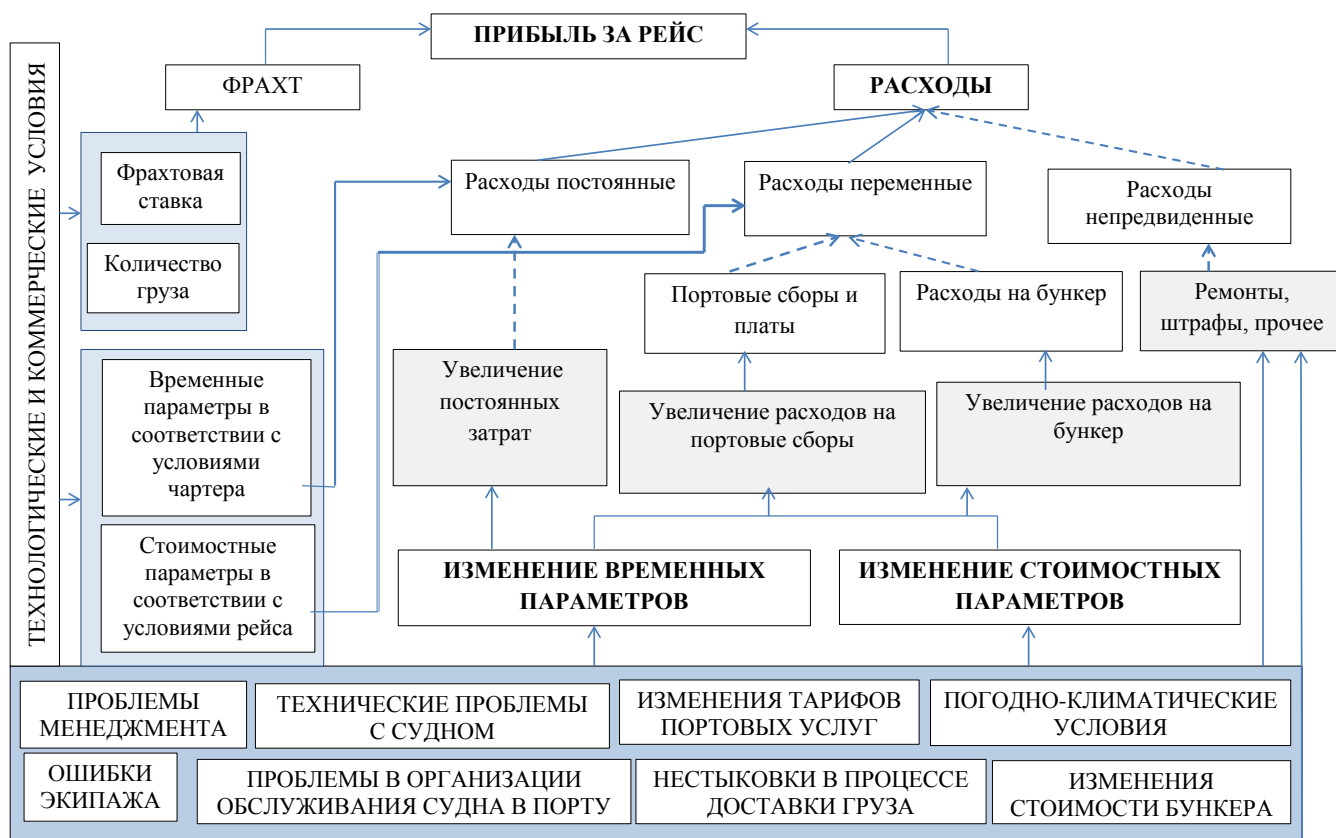 ПРИБЫЛЬ ЗА РЕЙС
ФРАХТ
РАСХОДЫ
ТЕХНОЛОГИЧЕСКИЕ И КОММЕРЧЕСКИЕ УСЛОВИЯ
Фрахтовая
ставка
Количество
груза
Расходы постоянные
Расходы переменные
Расходы
непредвиденные
Портовые сборы и
платы
Расходы на бункер
Ремонты,
штрафы, прочее
Временные
параметры в
соответствии с
условиями
чартера
Стоимостные
параметры в
соответствии с
условиями рейса
Увеличение
постоянных
затрат
Увеличение расходов на
портовые сборы
Увеличение расходов на
бункер
ИЗМЕНЕНИЕ ВРЕМЕННЫХ
ПАРАМЕТРОВ
ИЗМЕНЕНИЕ СТОИМОСТНЫХ
ПАРАМЕТРОВ
ПРОБЛЕМЫ
МЕНЕДЖМЕНТА
ТЕХНИЧЕСКИЕ ПРОБЛЕМЫ
С СУДНОМ
ИЗМЕНЕНИЯ ТАРИФОВ
ПОРТОВЫХ УСЛУГ
ПОГОДНО-КЛИМАТИЧЕСКИЕ
УСЛОВИЯ
ОШИБКИ
ЭКИПАЖА
ПРОБЛЕМЫ В ОРГАНИЗАЦИИ
ОБСЛУЖИВАНИЯ СУДНА В ПОРТУ
НЕСТЫКОВКИ В ПРОЦЕССЕ
ДОСТАВКИ ГРУЗА
ИЗМЕНЕНИЯ
СТОИМОСТИ БУНКЕРА